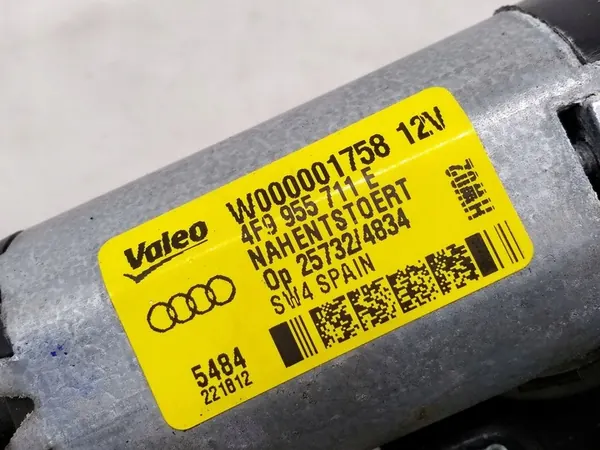 Valeo
W000001758 12V
4F9 955 711 E
NAHENTSTOERT
Op 25732/4834
SW4 SPAIN
5484
221812